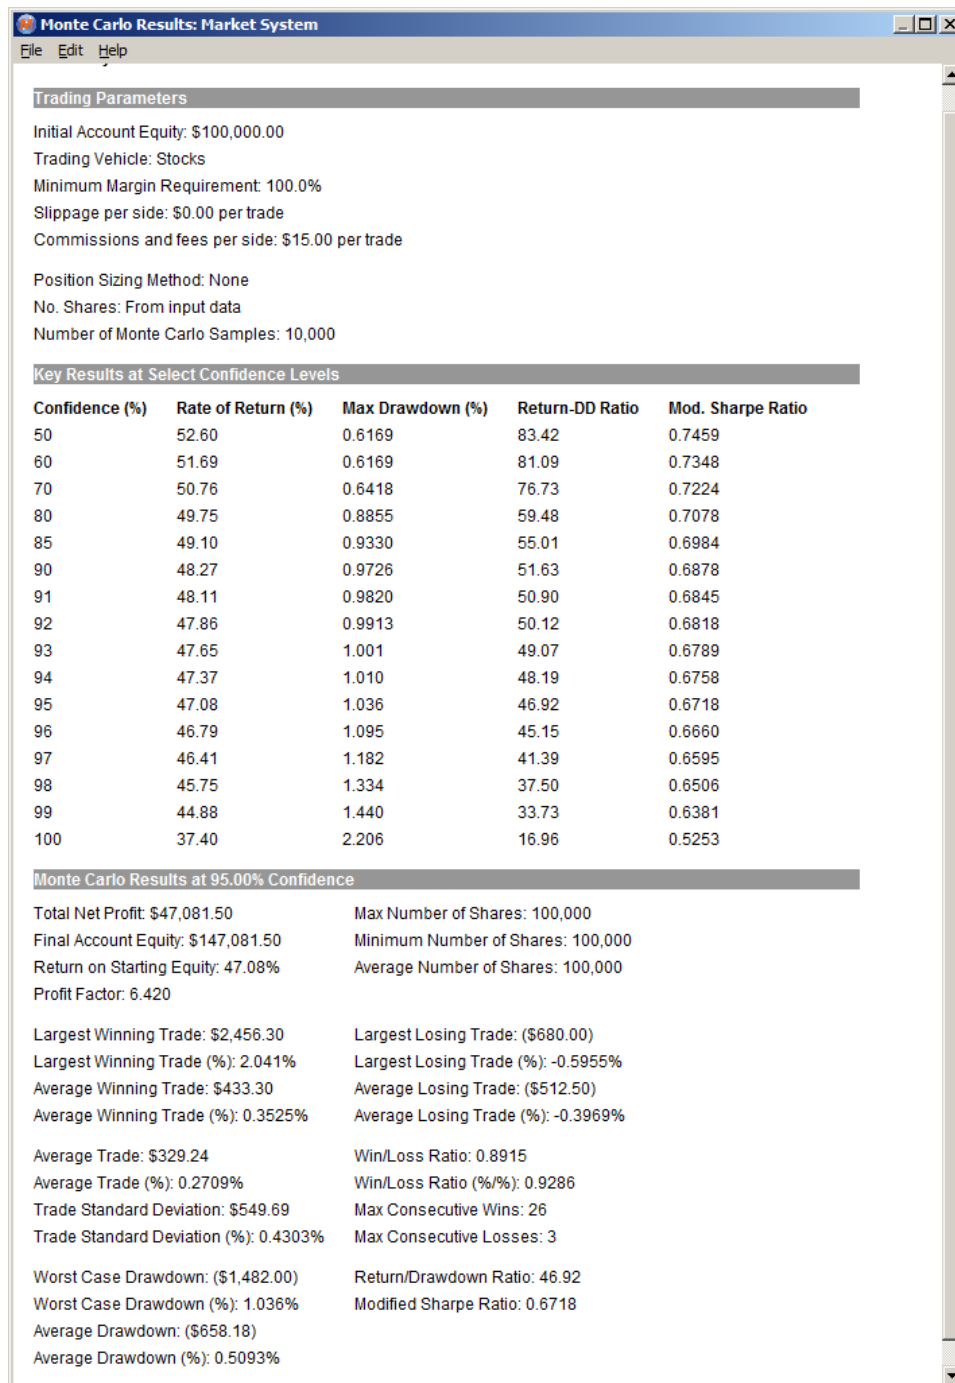 Monte Carlo Results: Market System
File Edit Help
Trading Parameters
Initial Account Equity: $100,000.00
Trading Vehicle: Stocks
Minimum Margin Requirement: 100.0%
Slippage per side: $0.00 per trade
Commissions and fees per side: $15.00 per trade
Position Sizing Method: None
No. Shares: From input data
Number of Monte Carlo Samples: 10,000
Key Results at Select Confidence Levels
Confidence (%) Rate of Return (%) Max Drawdown (%) Return-DD Ratio Mod. Sharpe Ratio
50 52.60 0.6169 83.42 0.7459
60 51.69 0.6169 81.09 0.7348
70 50.76 0.6418 76.73 0.7224
80 49.75 0.8855 59.48 0.7078
85 49.10 0.9330 55.01 0.6984
90 48.27 0.9726 51.63 0.6878
91 48.11 0.9820 50.90 0.6845
92 47.86 0.9913 50.12 0.6818
93 47.65 1.001 49.07 0.6789
94 47.37 1.010 48.19 0.6758
95 47.08 1.036 46.92 0.6718
96 46.79 1.095 45.15 0.6660
97 46.41 1.182 41.39 0.6595
98 45.75 1.334 37.50 0.6506
99 44.88 1.440 33.73 0.6381
100 37.40 2.206 16.96 0.5253
Monte Carlo Results at 95.00% Confidence
Total Net Profit: $47,081.50 Max Number of Shares: 100,000
Final Account Equity: $147,081.50 Minimum Number of Shares: 100,000
Return on Starting Equity: 47.08% Average Number of Shares: 100,000
Profit Factor: 6.420
Largest Winning Trade: $2,456.30 Largest Losing Trade: ($680.00)
Largest Winning Trade (%): 2.041% Largest Losing Trade (%): -0.5955%
Average Winning Trade: $433.30 Average Losing Trade: ($512.50)
Average Winning Trade (%): 0.3525% Average Losing Trade (%): -0.3969%
Average Trade: $329.24 Win/Loss Ratio: 0.8915
Average Trade (%): 0.2709% Win/Loss Ratio (%/%): 0.9286
Trade Standard Deviation: $549.69 Max Consecutive Wins: 26
Trade Standard Deviation (%): 0.4303% Max Consecutive Losses: 3
Worst Case Drawdown: ($1,482.00) Return/Drawdown Ratio: 46.92
Worst Case Drawdown (%): 1.036% Modified Sharpe Ratio: 0.6718
Average Drawdown: ($658.18)
Average Drawdown (%): 0.5093%